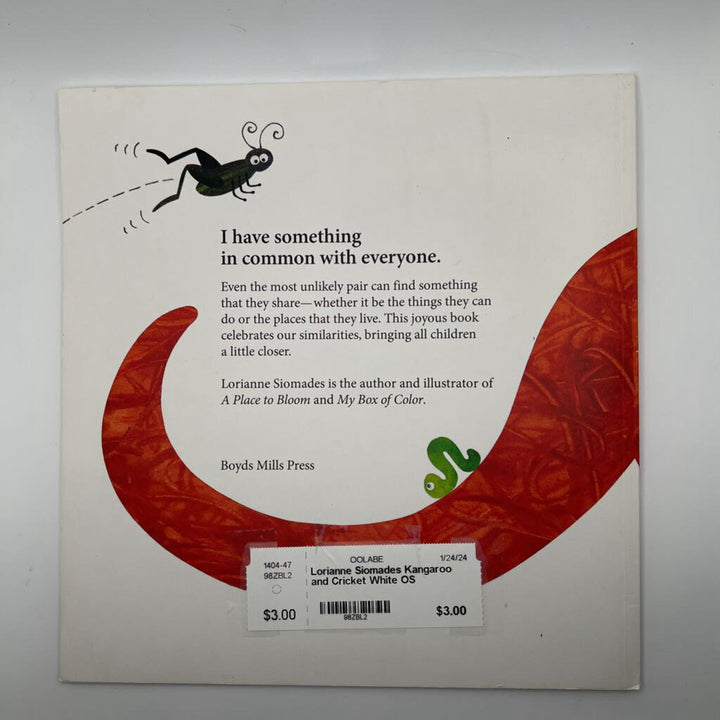 I have something
in common with everyone.
Even the most unlikely pair can find something
that they share—whether it be the things they can
do or the places that they live. This joyous book
celebrates our similarities, bringing all children
a little closer.
Lorianne Siomades is the author and illustrator of
A Place to Bloom and My Box of Color.
Boyds Mills Press
1404-47
98ZBL2
$3.00
OOLABE 1/24/24
Lorianne Siomades Kangaroo
and Cricket White OS
98ZBL2
$3.00